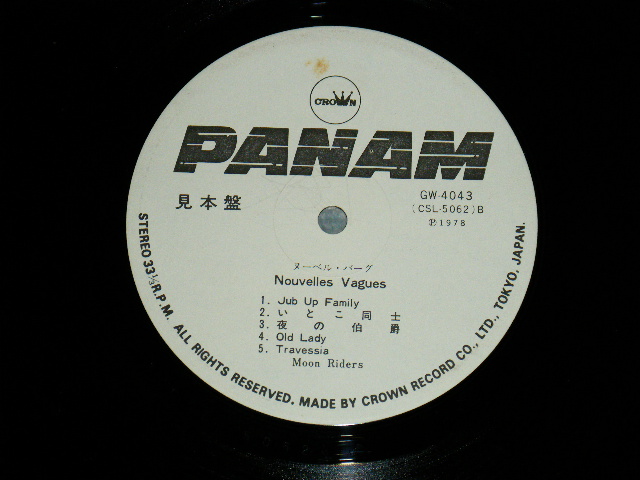 CROWN
PANAM
見本盤
GW-4043
(CSL-5062)B
Ⓟ1978
ヌーベル・バーグ
Nouvelles Vagues
1. Jub Up Family
2. いとこ同士
3. 夜の伯爵
4. Old Lady
5. Travessia
Moon Riders
STEREO 33⅓R.P.M. ALL RIGHTS RESERVED. MADE BY CROWN RECORD CO., LTD., TOKYO, JAPAN.